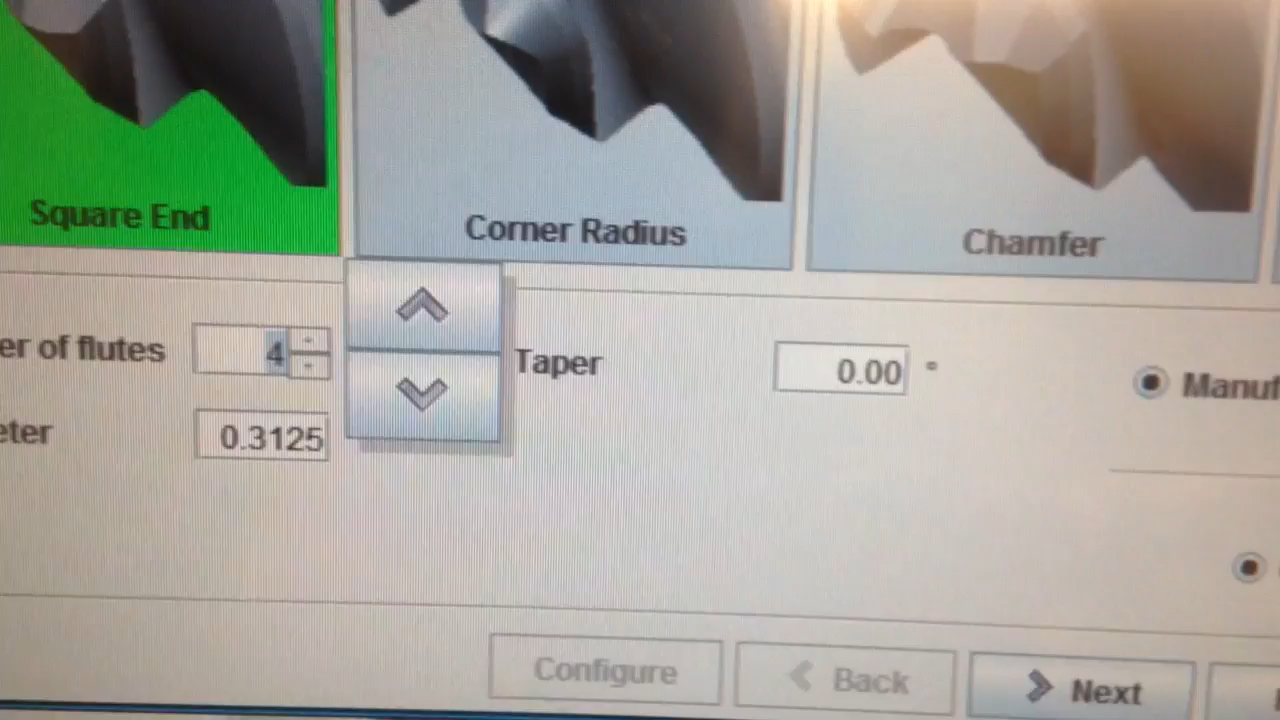 Square End
Corner Radius
Chamfer
er of flutes 4
Taper 0.00 °
Manuf
eter 0.3125
Configure
Back
Next